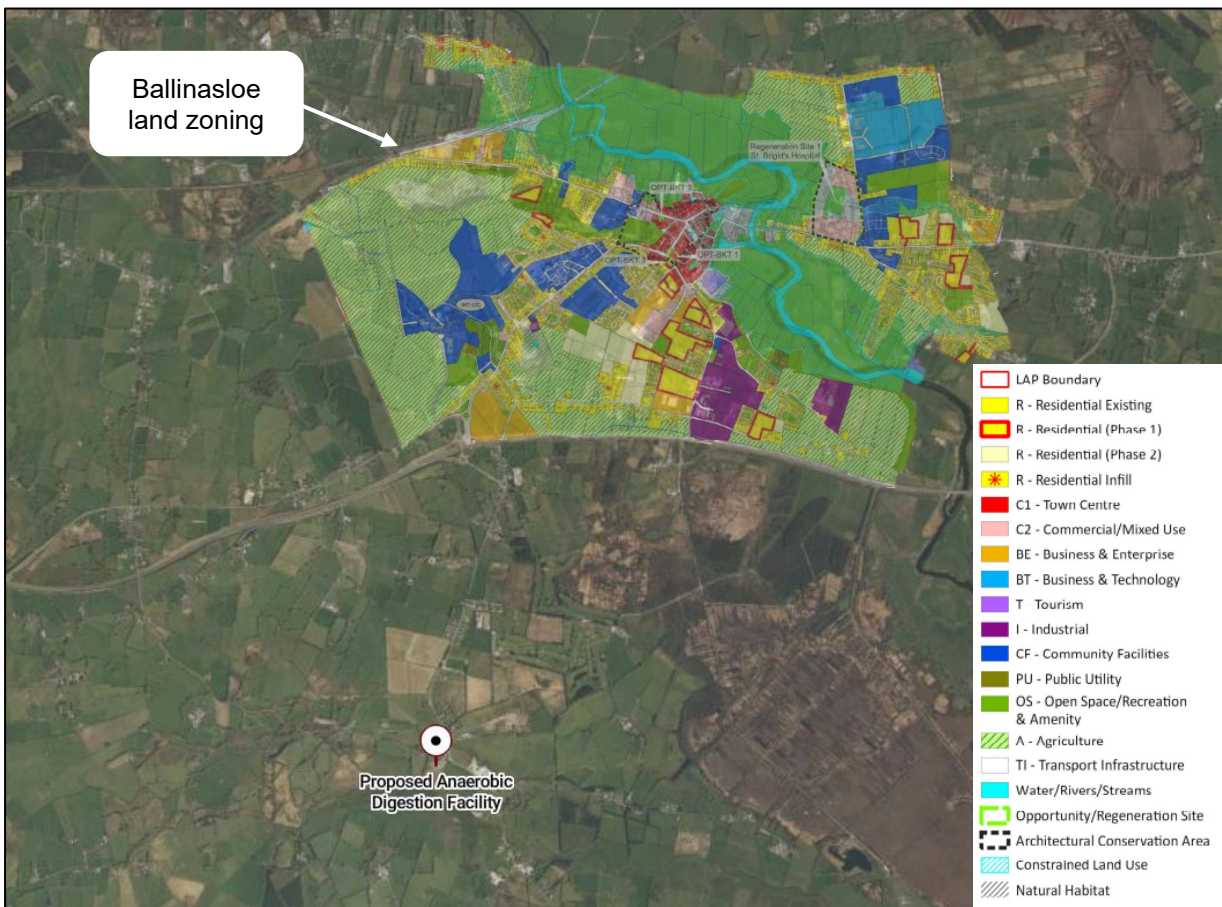 Ballinasloe
land zoning
Regeneration Site 1
St. Brigid's Hospital
OPT-BKT 2
OPT-BKT 3
OPT-BKT 1
Proposed Anaerobic
Digestion Facility
LAP Boundary
R - Residential Existing
R - Residential (Phase 1)
R - Residential (Phase 2)
R - Residential Infill
C1 - Town Centre
C2 - Commercial/Mixed Use
BE - Business & Enterprise
BT - Business & Technology
T - Tourism
I - Industrial
CF - Community Facilities
PU - Public Utility
OS - Open Space/Recreation
& Amenity
A - Agriculture
TI - Transport Infrastructure
Water/Rivers/Streams
Opportunity/Regeneration Site
Architectural Conservation Area
Constrained Land Use
Natural Habitat